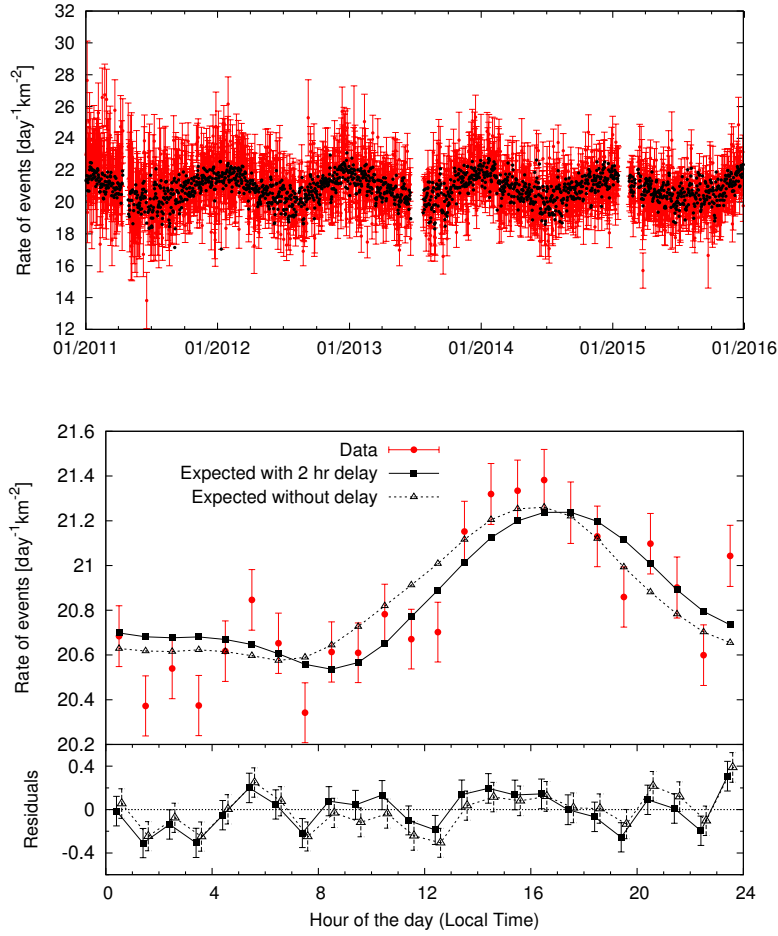 32
30
28
26
24
22
20
18
16
14
12
Rate of events [day⁻¹km⁻²]
01/2011 01/2012 01/2013 01/2014 01/2015 01/2016
21.6
21.4
21.2
21
20.8
20.6
20.4
20.2
Rate of events [day⁻¹km⁻²]
Data
Expected with 2 hr delay
Expected without delay
0.4
0
-0.4
Residuals
0 4 8 12 16 20 24
Hour of the day (Local Time)